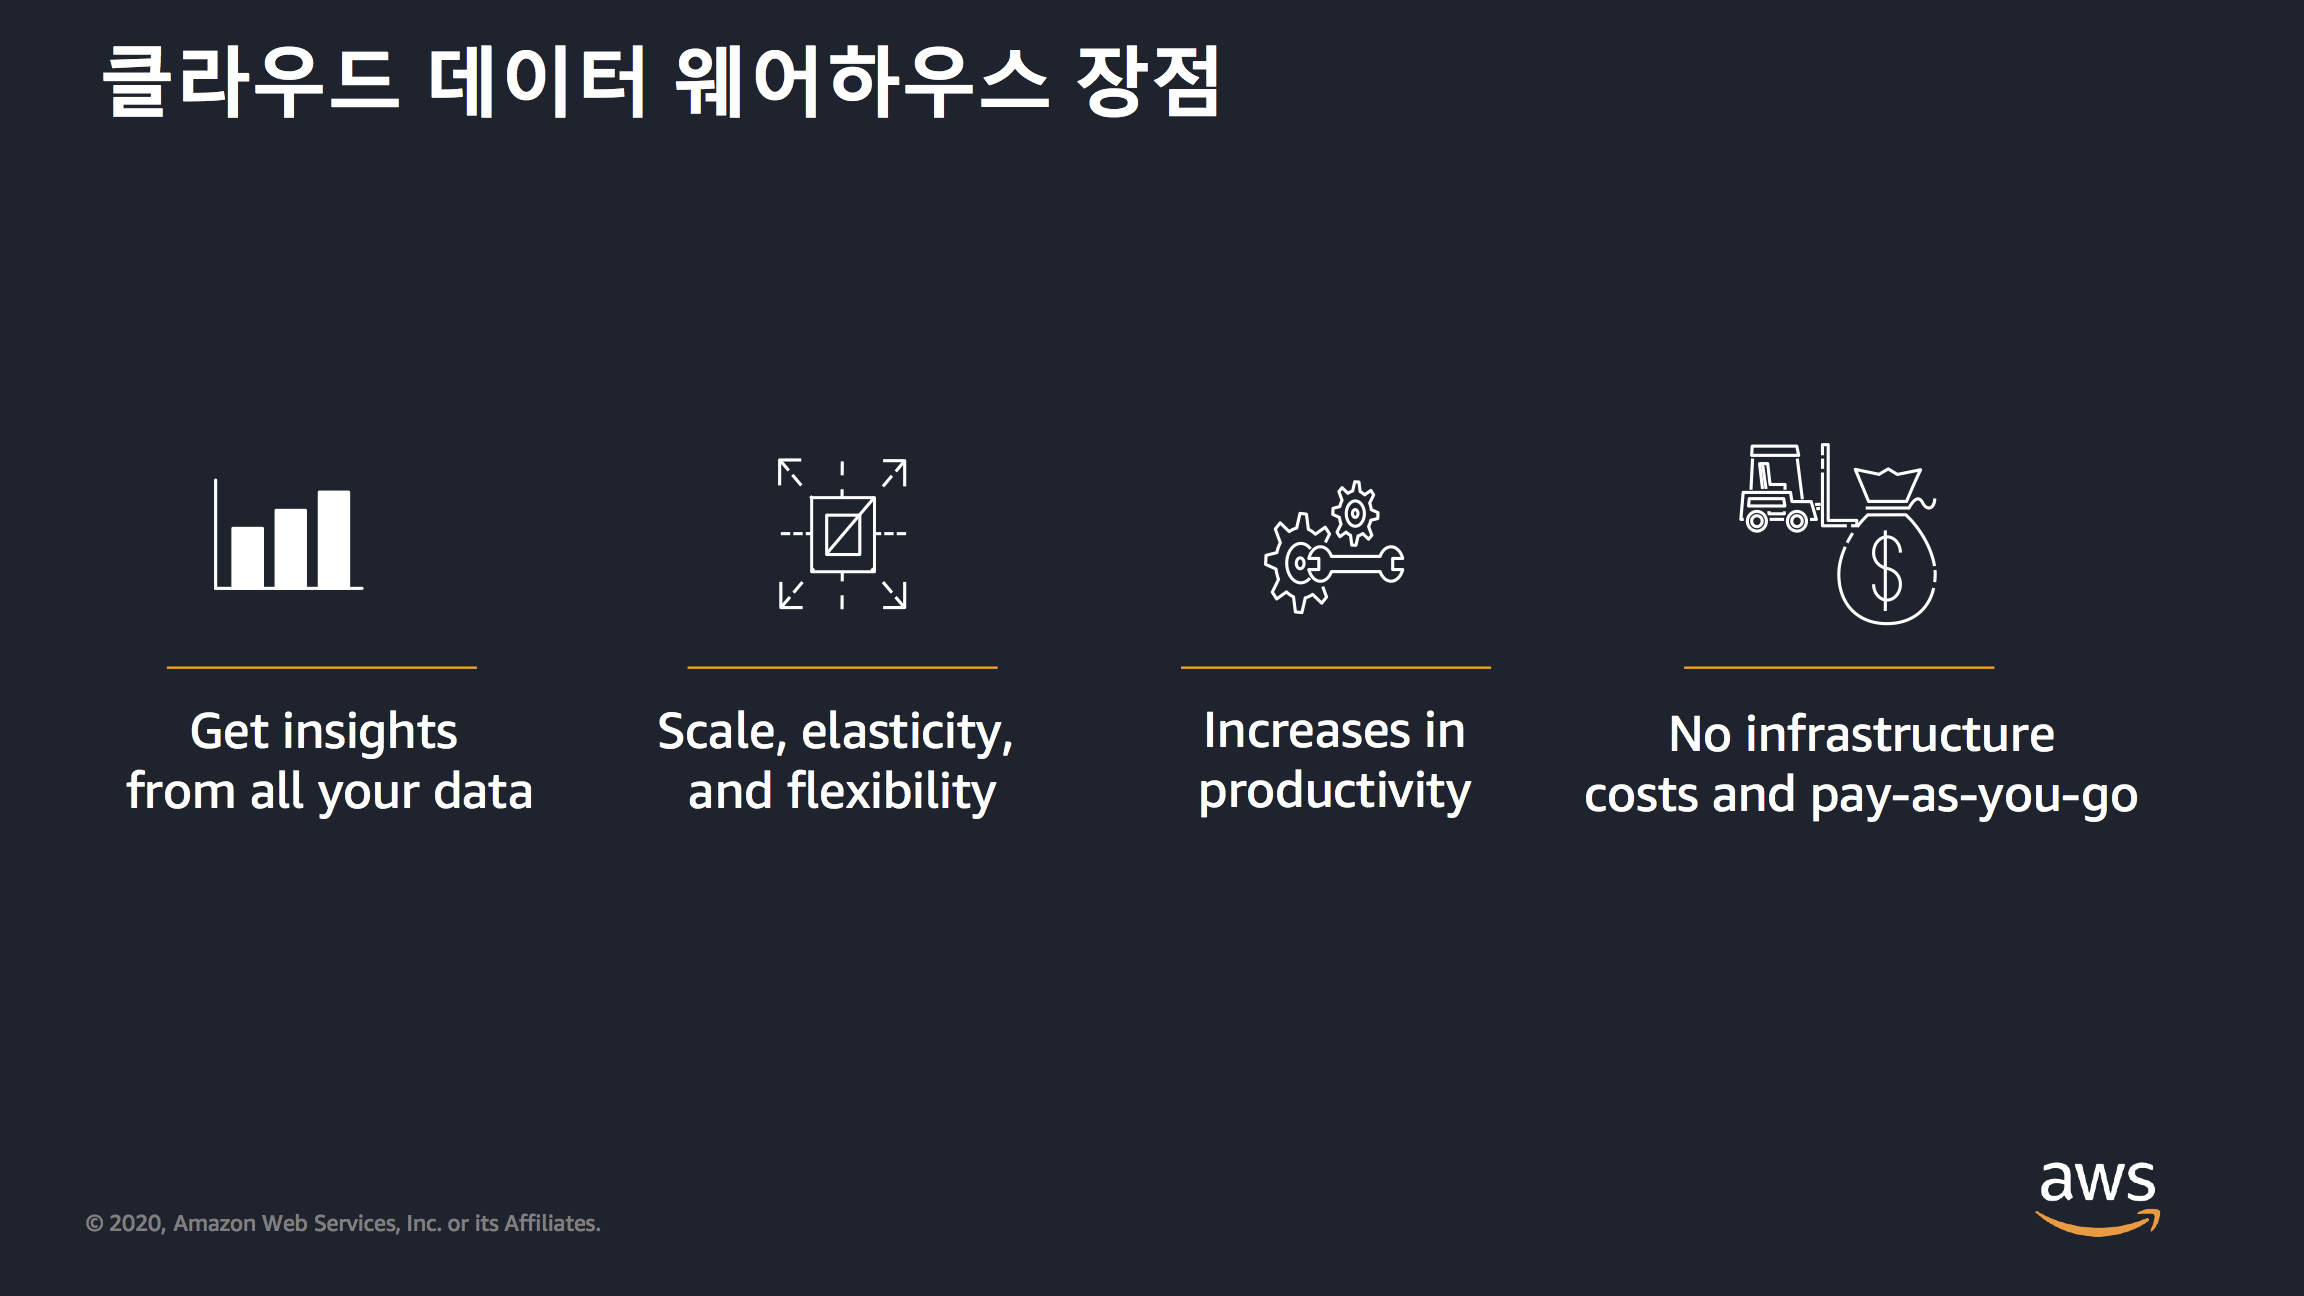 클라우드 데이터 웨어하우스 장점
Get insights
from all your data
Scale, elasticity,
and flexibility
Increases in
productivity
$
No infrastructure
costs and pay-as-you-go
© 2020, Amazon Web Services, Inc. or its Affiliates.
aws